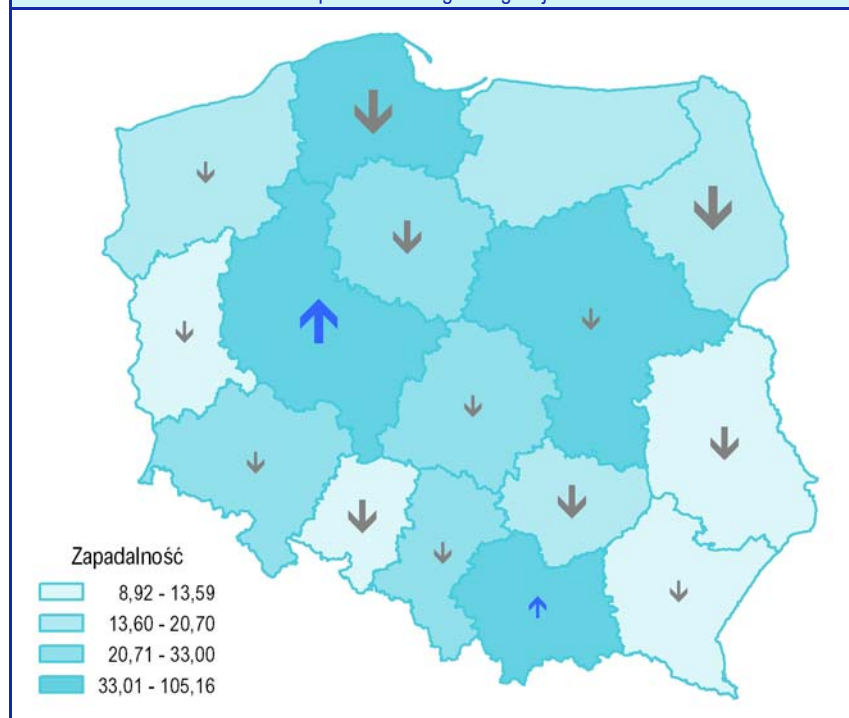 Zapadalność
8,92 - 13,59
13,60 - 20,70
20,71 - 33,00
33,01 - 105,16